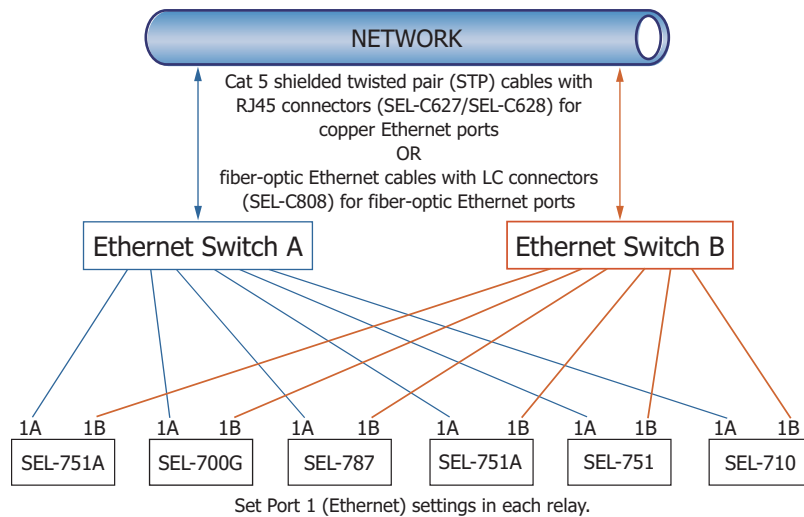 NETWORK
Cat 5 shielded twisted pair (STP) cables with
RJ45 connectors (SEL-C627/SEL-C628) for
copper Ethernet ports
OR
fiber-optic Ethernet cables with LC connectors
(SEL-C808) for fiber-optic Ethernet ports
Ethernet Switch A
Ethernet Switch B
1A 1B 1A 1B 1A 1B 1A 1B 1A 1B 1A 1B
SEL-751A SEL-700G SEL-787 SEL-751A SEL-751 SEL-710
Set Port 1 (Ethernet) settings in each relay.